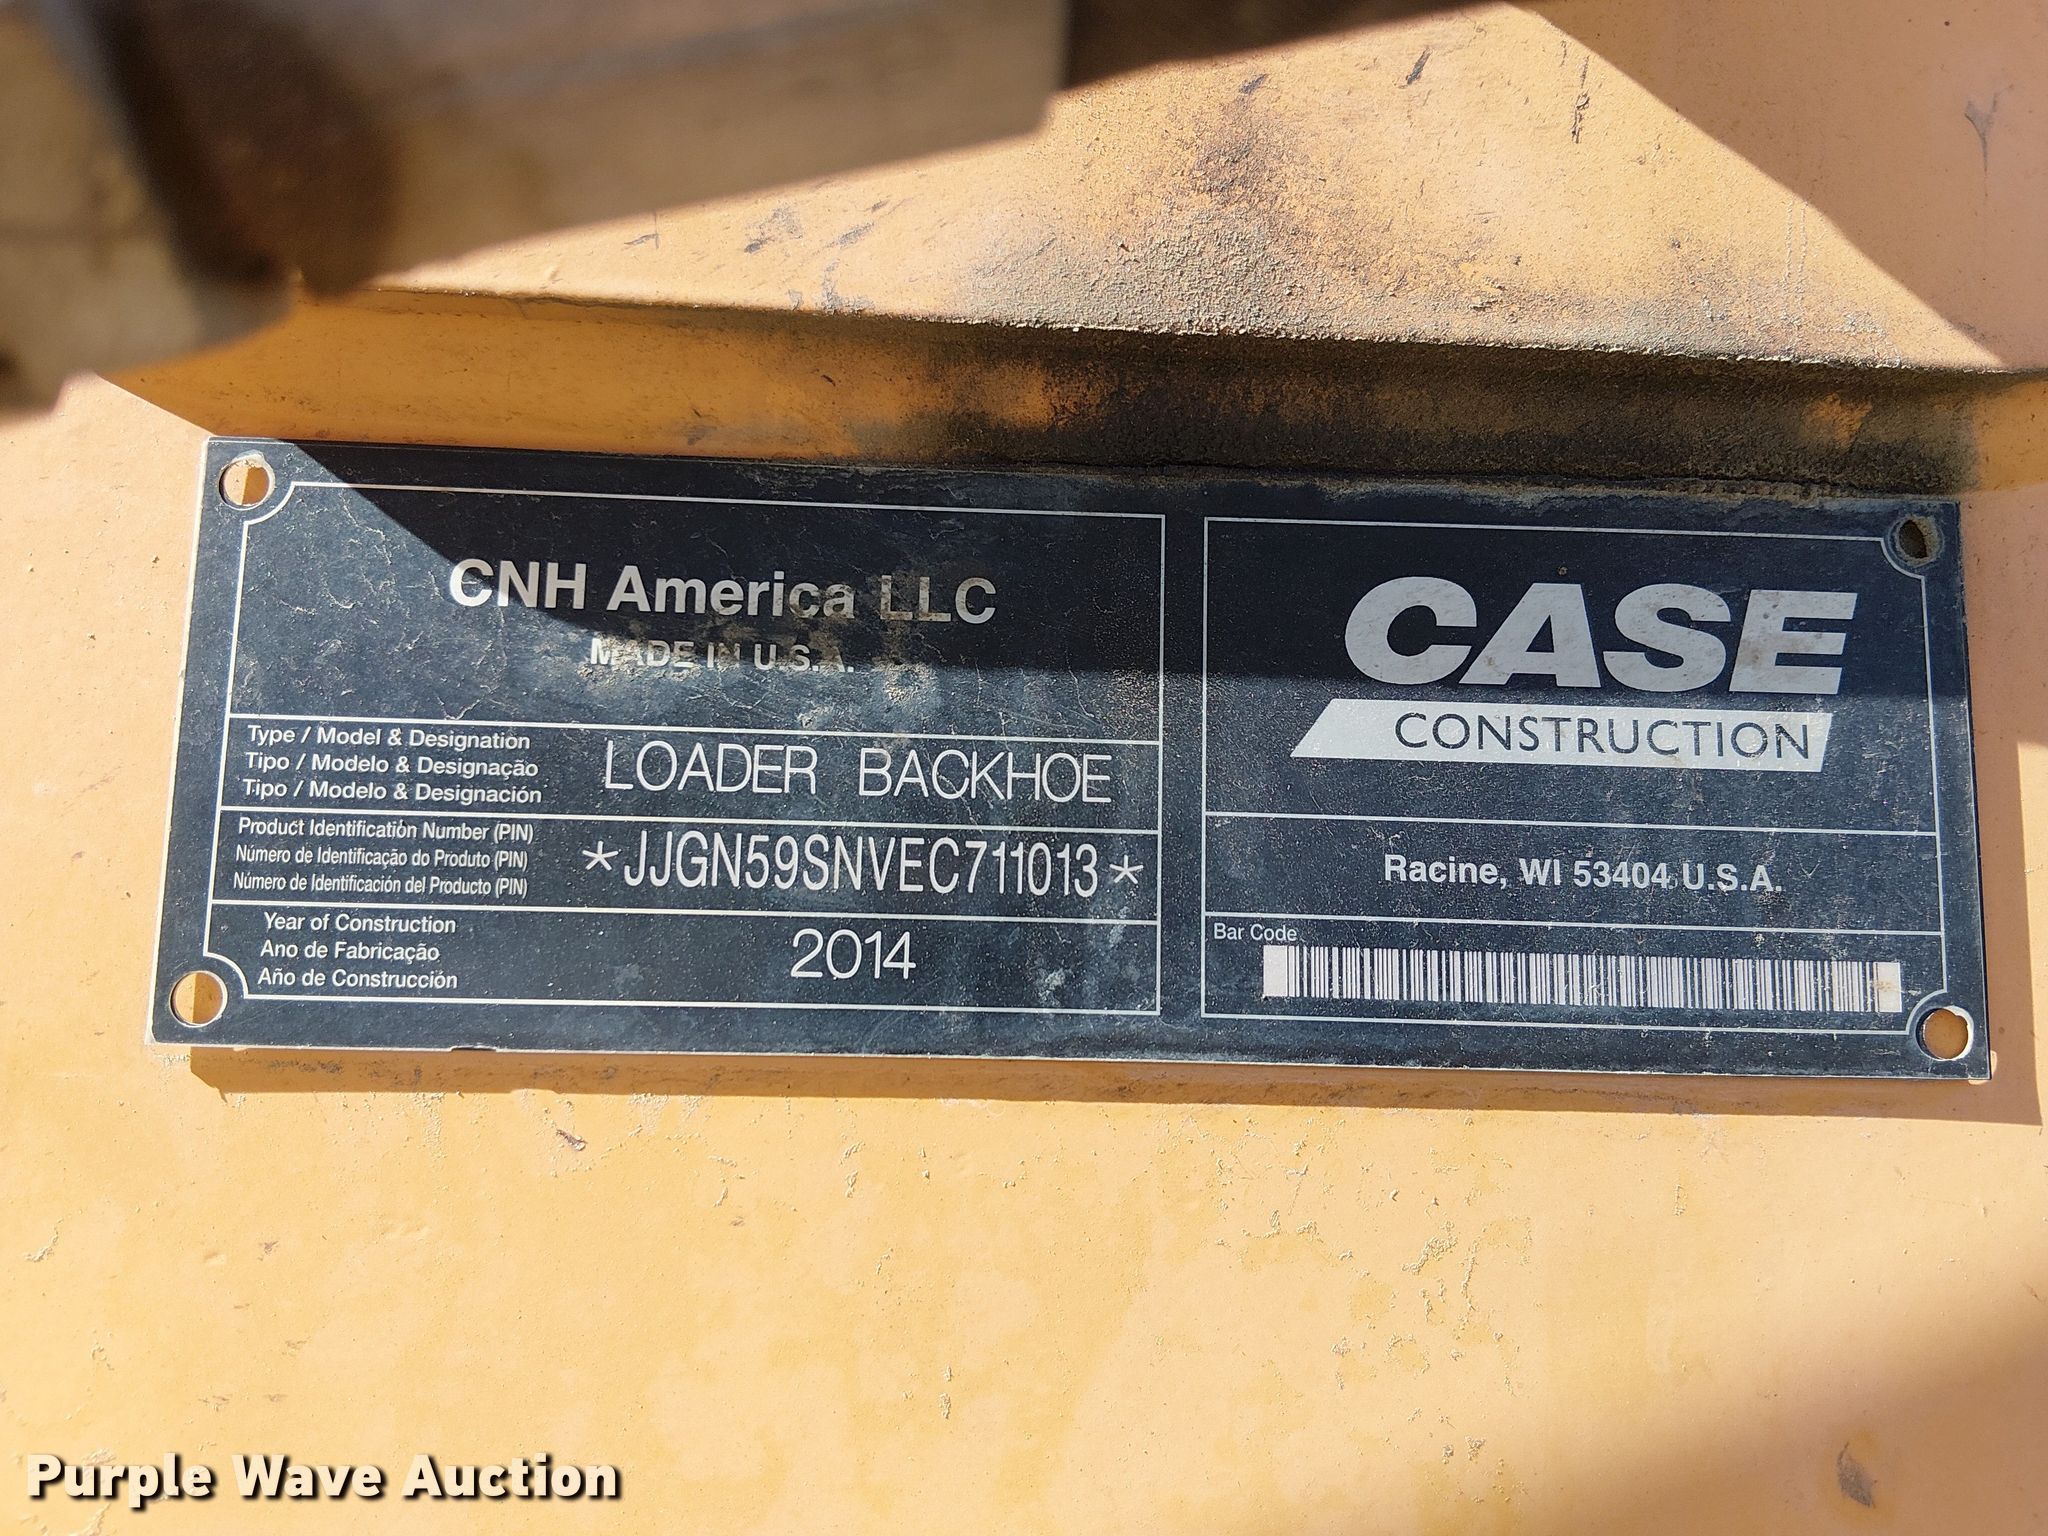 CNH America LLC
MADE IN U.S.A.
Type / Model & Designation
Tipo / Modelo & Designação
Tipo / Modelo & Designación
LOADER BACKHOE
Product Identification Number (PIN)
Número de Identificação do Produto (PIN)
Número de Identificación del Producto (PIN)
*JJGN59SNVEC711013*
Year of Construction
Ano de Fabricação
Año de Construcción
2014
CASE
CONSTRUCTION
Racine, WI 53404 U.S.A.
Bar Code
Purple Wave Auction